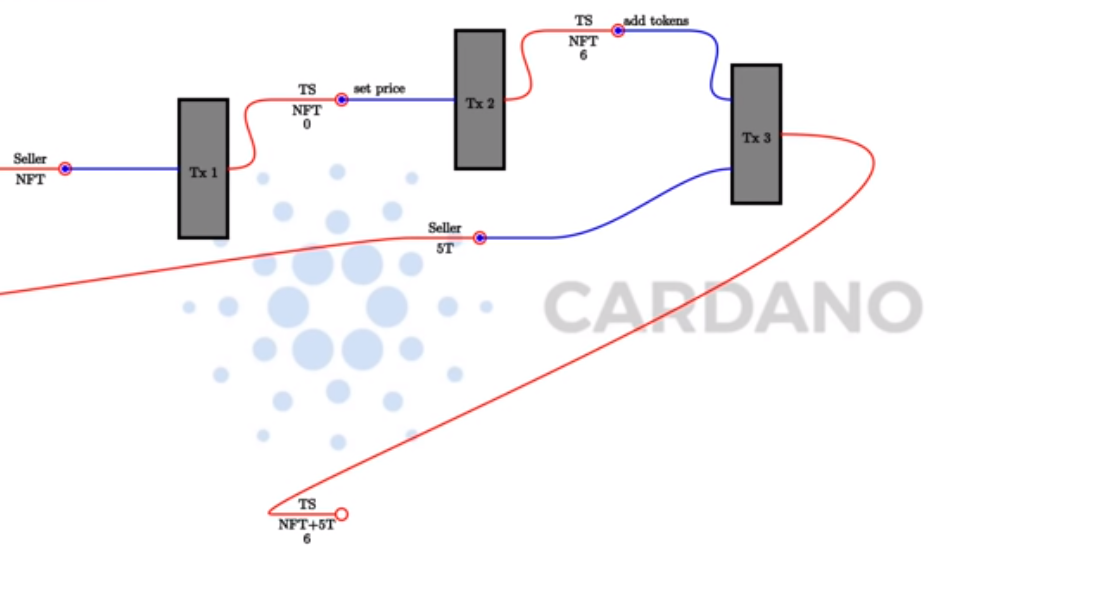 TS
add tokens
NFT
6
TS
set price
NFT
0
Tx 2
Tx 3
Seller
NFT
Tx 1
Seller
5T
CARDANO
TS
NFT+5T
6